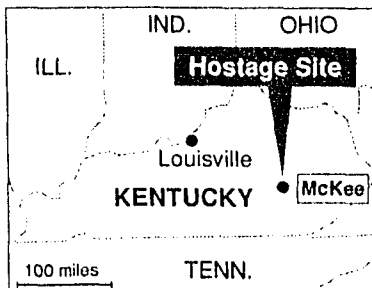 IND.
OHIO
ILL.
Hostage Site
Louisville
KENTUCKY
McKee
100 miles
TENN.